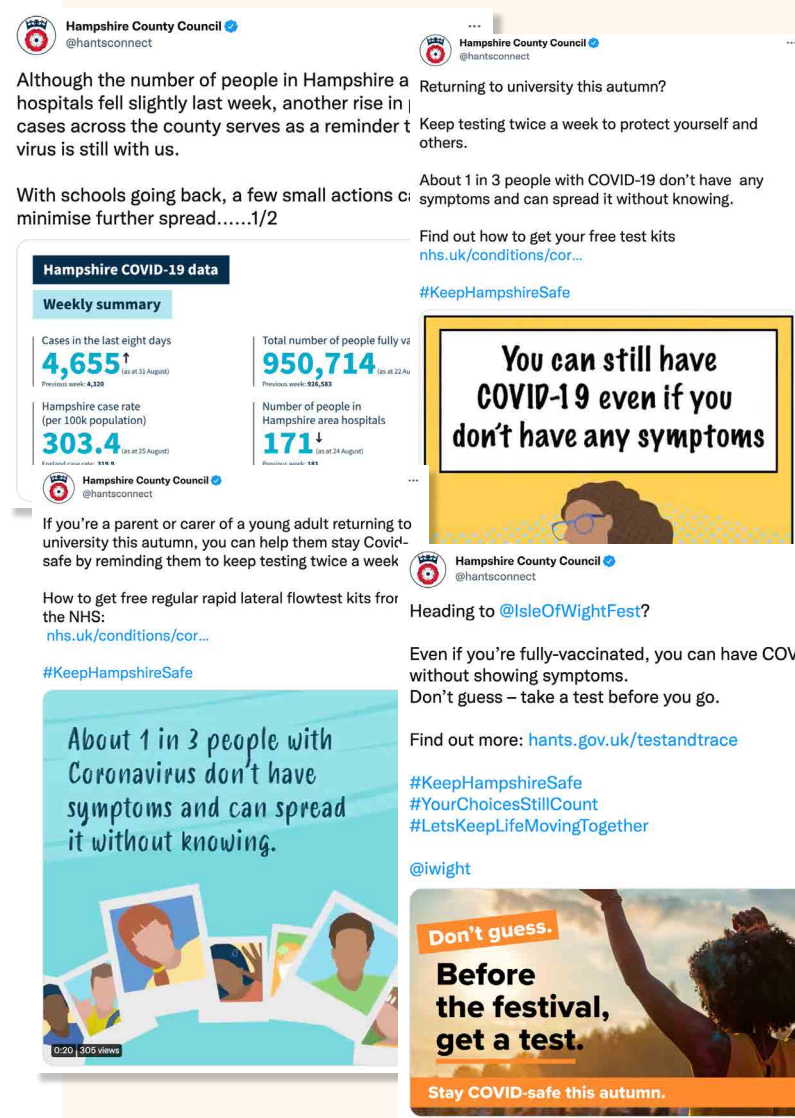 Hampshire County Council
@hantsconnect
Although the number of people in Hampshire a
hospitals fell slightly last week, another rise in
cases across the county serves as a reminder t
virus is still with us.
With schools going back, a few small actions ca
minimise further spread......1/2
Hampshire COVID-19 data
Weekly summary
Cases in the last eight days
4,655↑ (as at 31 August)
Previous week: 4,320
Total number of people fully va
950,714 (as at 22 Au
Previous week: 926,583
Hampshire case rate
(per 100k population)
303.4 (as at 25 August)
England case rate: 319.9
Number of people in
Hampshire area hospitals
171↓ (as at 24 August)
Previous week: 181
Hampshire County Council
@hantsconnect
Returning to university this autumn?
Keep testing twice a week to protect yourself and
others.
About 1 in 3 people with COVID-19 don't have any
symptoms and can spread it without knowing.
Find out how to get your free test kits
nhs.uk/conditions/cor...
#KeepHampshireSafe
You can still have
COVID-19 even if you
don't have any symptoms
Hampshire County Council
@hantsconnect
If you're a parent or carer of a young adult returning to
university this autumn, you can help them stay Covid-
safe by reminding them to keep testing twice a week
How to get free regular rapid lateral flowtest kits from
the NHS:
nhs.uk/conditions/cor...
#KeepHampshireSafe
About 1 in 3 people with
Coronavirus don't have
symptoms and can spread
it without knowing.
0:20 305 views
Hampshire County Council
@hantsconnect
Heading to @IsleOfWightFest?
Even if you're fully-vaccinated, you can have COV
without showing symptoms.
Don't guess – take a test before you go.
Find out more: hants.gov.uk/testandtrace
#KeepHampshireSafe
#YourChoicesStillCount
#LetsKeepLifeMovingTogether
@iwight
Don't guess.
Before
the festival,
get a test.
Stay COVID-safe this autumn.